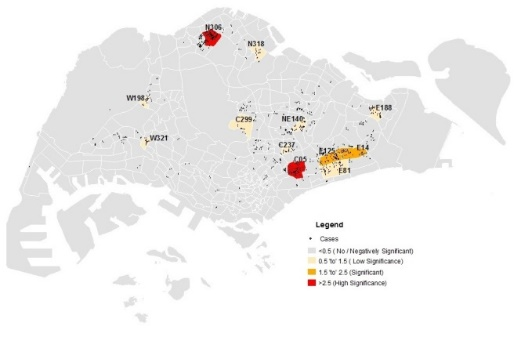 N306
N318
W198
E188
C299
NE140
W321
C237
E125
E14
C05
E81
Legend
Cases
<0.5 ( No / Negatively Significant)
0.5 'to' 1.5 ( Low Significance)
1.5 'to' 2.5 (Significant)
>2.5 (High Significance)